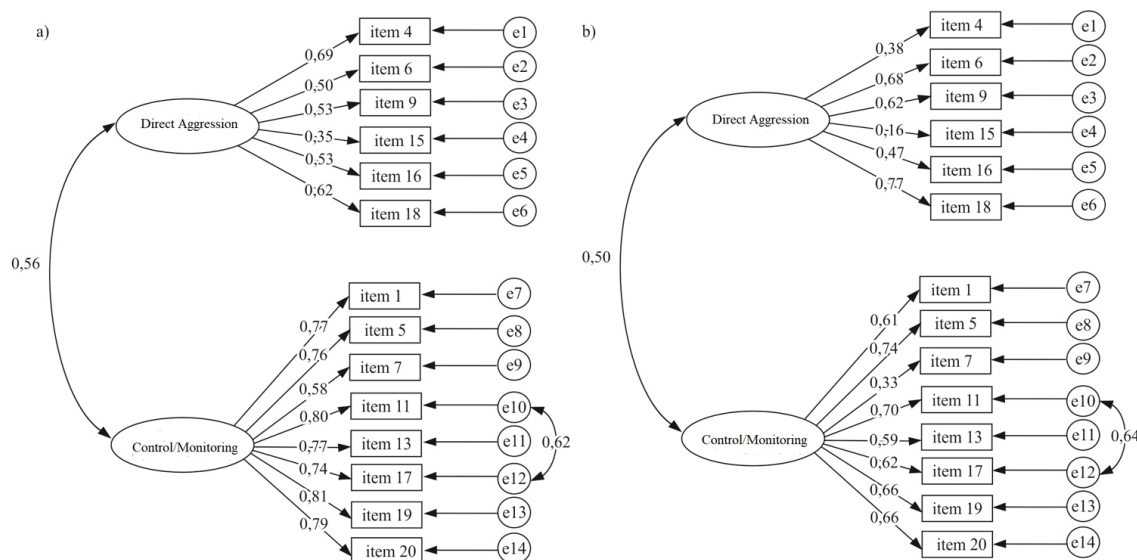 a)
item 4
e1
0,69
item 6
e2
0,50
item 9
e3
0,53
Direct Aggression
item 15
e4
0,35
item 16
e5
0,53
item 18
e6
0,62
0,56
item 1
e7
0,77
item 5
e8
0,76
item 7
e9
0,58
item 11
e10
0,80
Control/Monitoring
item 13
e11
0,77
0,62
item 17
e12
0,74
item 19
e13
0,81
item 20
e14
0,79
b)
item 4
e1
0,38
item 6
e2
0,68
item 9
e3
0,62
Direct Aggression
item 15
e4
0,16
item 16
e5
0,47
item 18
e6
0,77
0,50
item 1
e7
0,61
item 5
e8
0,74
item 7
e9
0,33
item 11
e10
0,70
Control/Monitoring
item 13
e11
0,59
0,64
item 17
e12
0,62
item 19
e13
0,66
item 20
e14
0,66